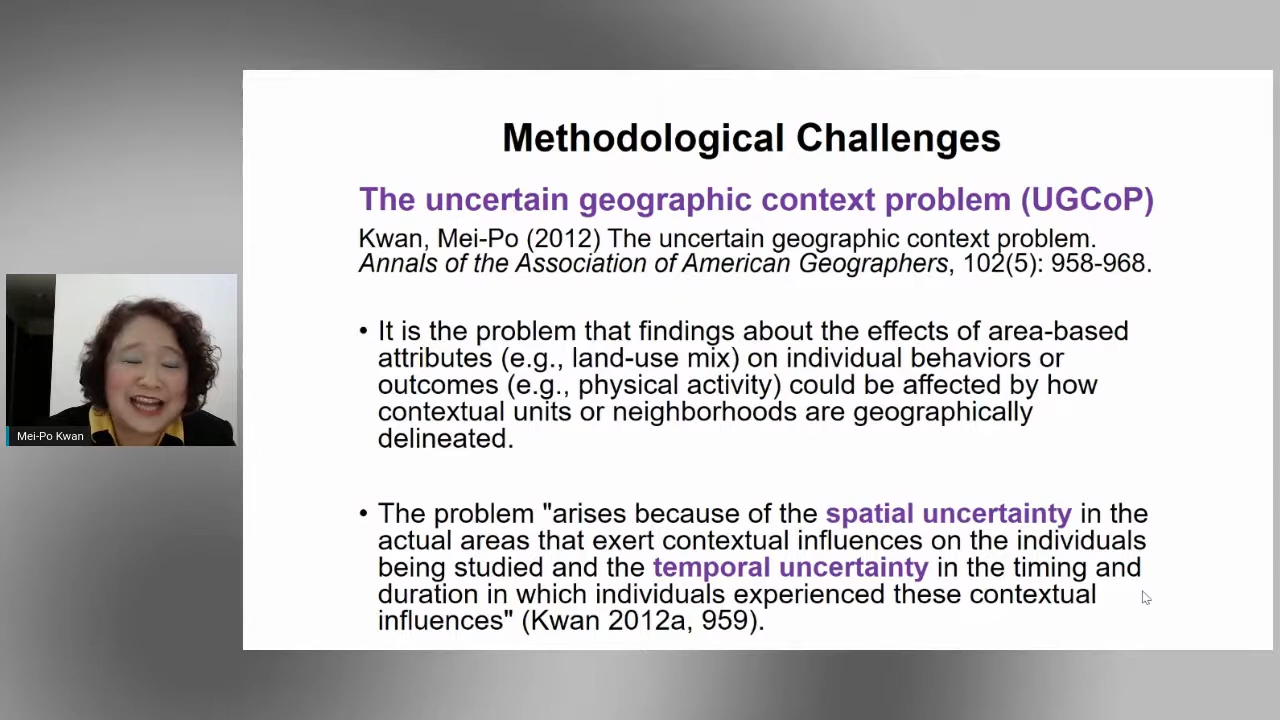 Methodological Challenges
The uncertain geographic context problem (UGCoP)
Kwan, Mei-Po (2012) The uncertain geographic context problem.
Annals of the Association of American Geographers, 102(5): 958-968.
• It is the problem that findings about the effects of area-based
attributes (e.g., land-use mix) on individual behaviors or
outcomes (e.g., physical activity) could be affected by how
contextual units or neighborhoods are geographically
delineated.
• The problem "arises because of the spatial uncertainty in the
actual areas that exert contextual influences on the individuals
being studied and the temporal uncertainty in the timing and
duration in which individuals experienced these contextual
influences" (Kwan 2012a, 959).
Mei-Po Kwan